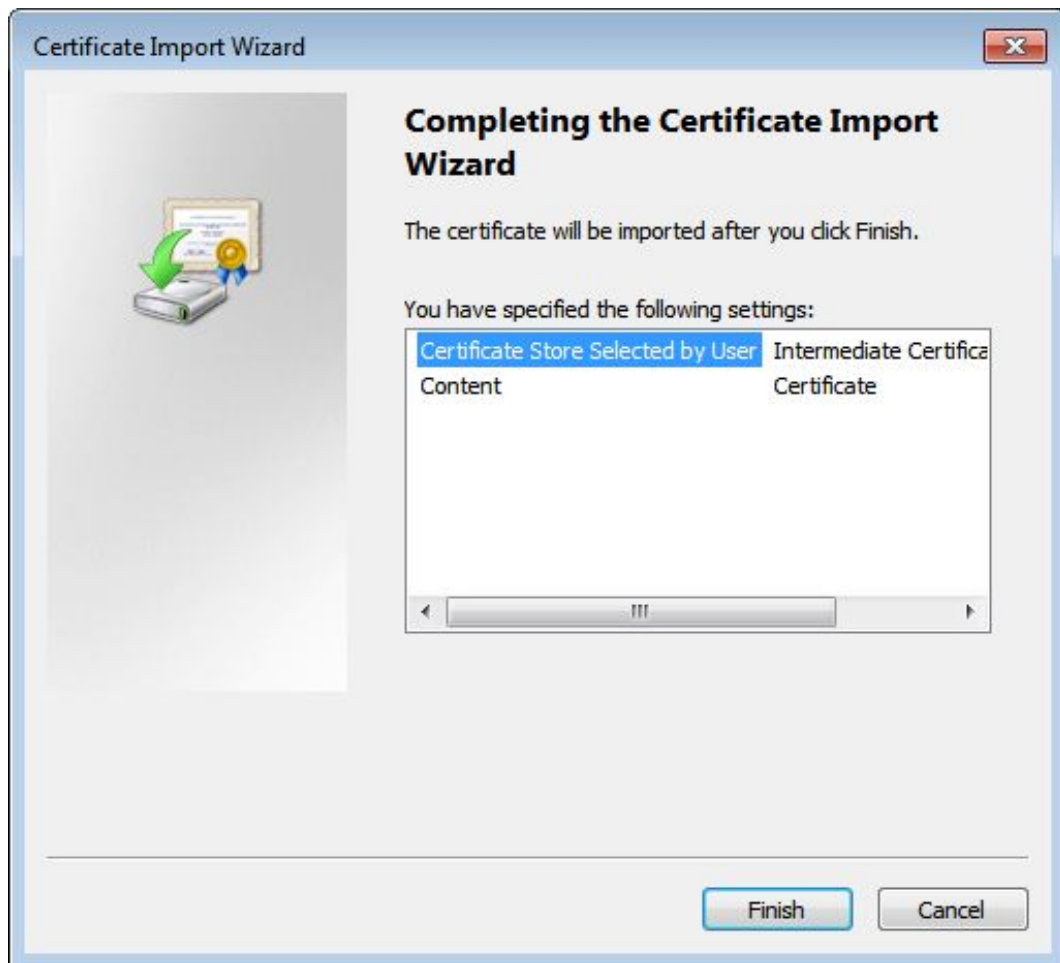 Certificate Import Wizard
Completing the Certificate Import
Wizard
The certificate will be imported after you click Finish.
You have specified the following settings:
Certificate Store Selected by User Intermediate Certifica
Content Certificate
Finish Cancel